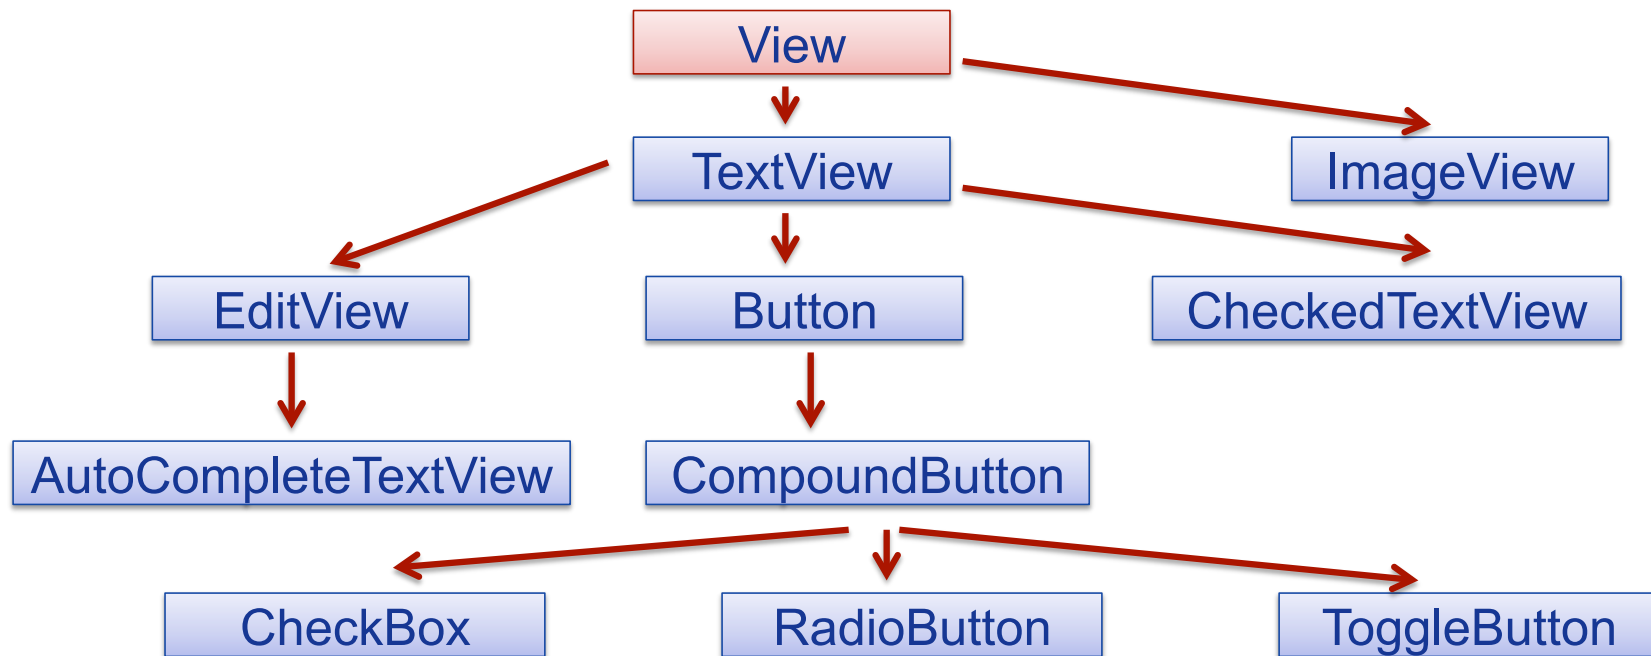 View
TextView
ImageView
EditView
Button
CheckedTextView
AutoCompleteTextView
CompoundButton
CheckBox
RadioButton
ToggleButton